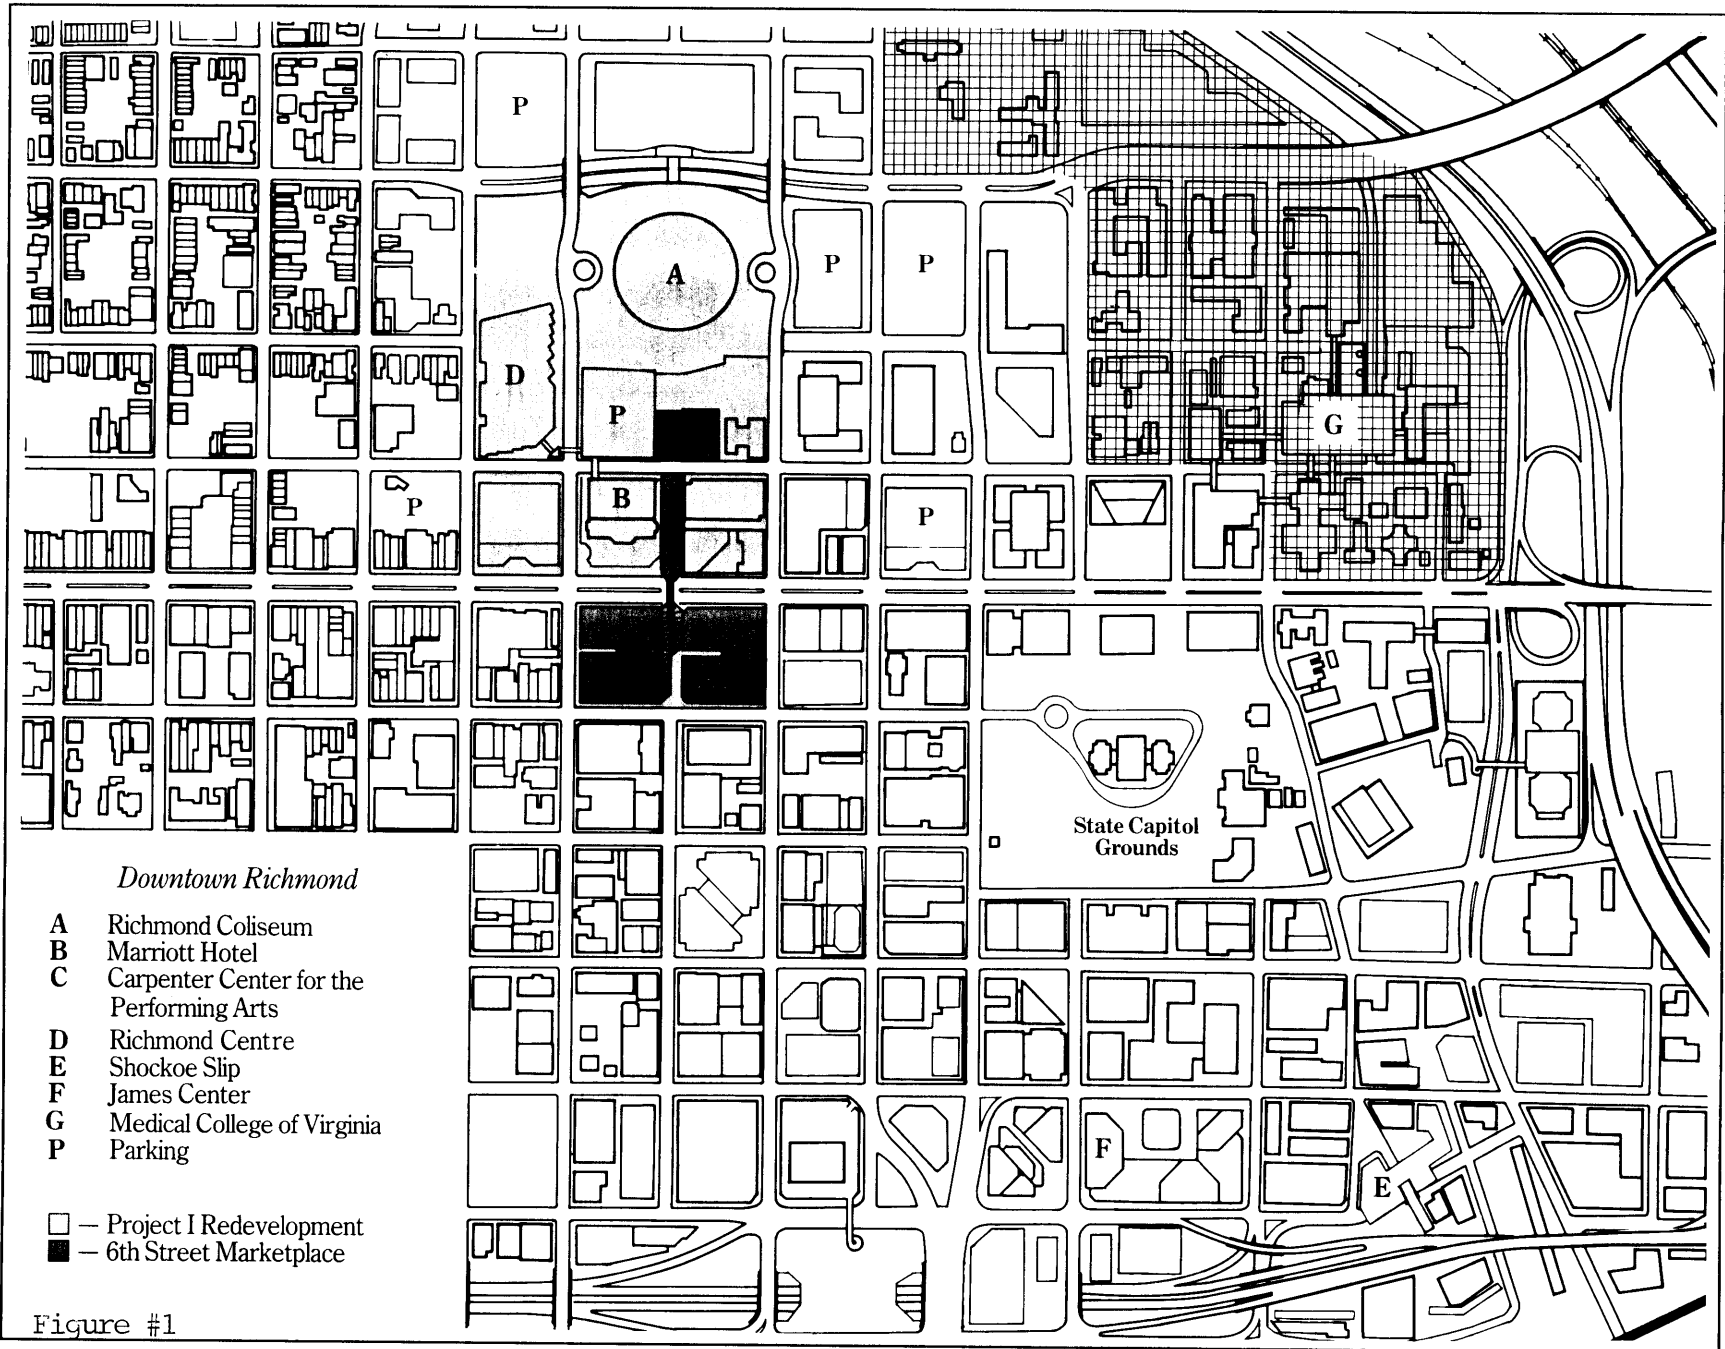 P
A
P
P
D
P
G
B
P
P
State Capitol
Grounds
Downtown Richmond
A Richmond Coliseum
B Marriott Hotel
C Carpenter Center for the
Performing Arts
D Richmond Centre
E Shockoe Slip
F James Center
G Medical College of Virginia
P Parking
F
E
— Project I Redevelopment
— 6th Street Marketplace
Figure #1